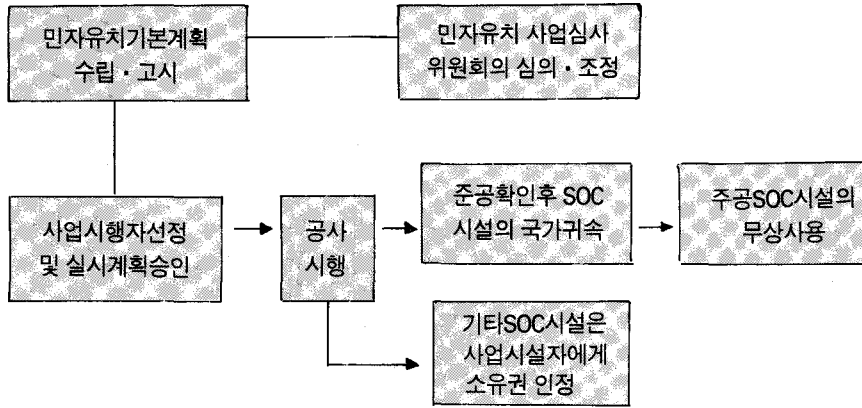 민자유치기본계획
수립·고시
민자유치 사업심사
위원회의 심의·조정
사업시행자선정
및 실시계획승인
공사
시행
준공확인후 SOC
시설의 국가귀속
주공SOC시설의
무상사용
기타SOC시설은
사업시설자에게
소유권 인정